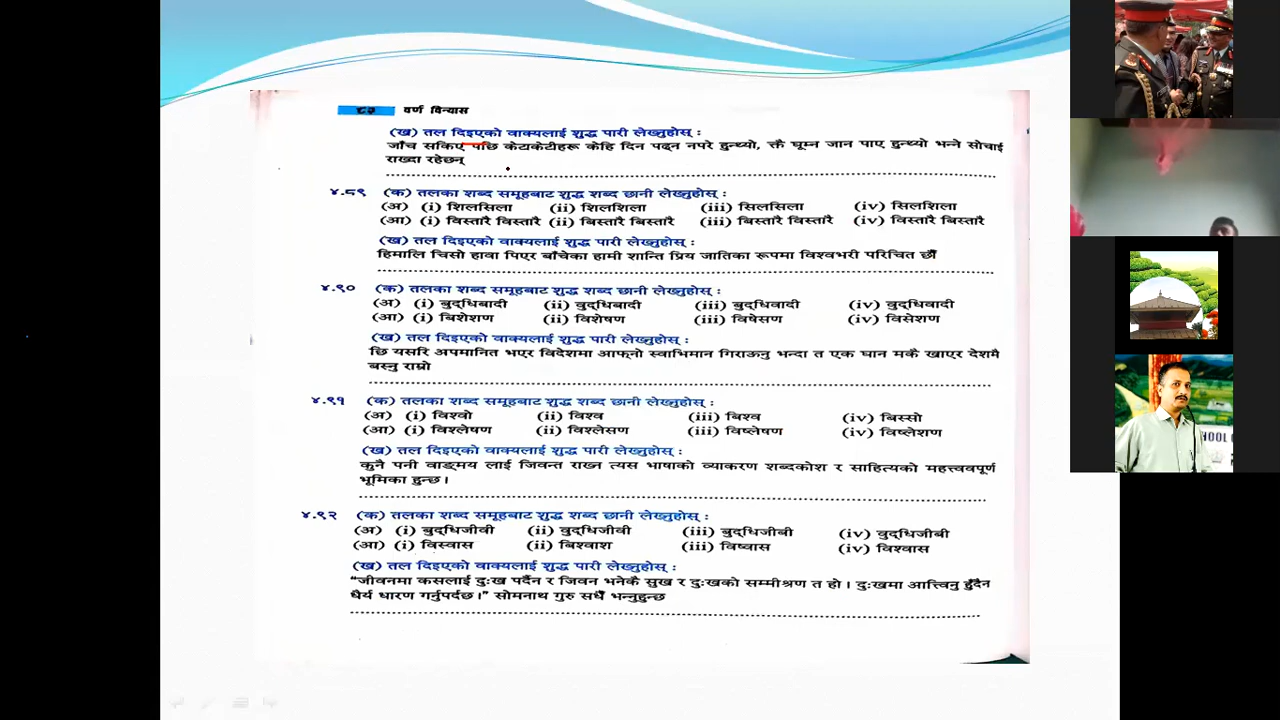 ८२ वर्ण विन्यास
(ख) तल दिइएको वाक्यलाई शुद्ध पारी लेख्नुहोस् :
जाँच सकिए पछि केटाकेटीहरू केहि दिन पढ्न नपरे हुन्थ्यो, क्तै घूम्न जान पाए हुन्थ्यो भन्ने सोचाई
राख्दा रहेछन्
४.८९ (क) तलका शब्द समूहबाट शुद्ध शब्द छानी लेख्नुहोस् :
(अ) (i) शिलसिला (ii) शिलशिला (iii) सिलसिला (iv) सिलशिला
(आ) (i) विस्तारै विस्तारै (ii) बिस्तारै बिस्तारै (iii) बिस्तारै विस्तारै (iv) विस्तारै बिस्तारै
(ख) तल दिइएको वाक्यलाई शुद्ध पारी लेख्नुहोस् :
हिमालि चिसो हावा पिएर बाँचेका हामी शान्ति प्रिय जातिका रूपमा विश्वभरी परिचित छौँ
४.९० (क) तलका शब्द समूहबाट शुद्ध शब्द छानी लेख्नुहोस् :
(अ) (i) बुद्धिबादी (ii) वुद्धिबादी (iii) बुद्धिवादी (iv) वुद्धिवादी
(आ) (i) बिशेशण (ii) विशेषण (iii) विषेसण (iv) विसेशण
(ख) तल दिइएको वाक्यलाई शुद्ध पारी लेख्नुहोस् :
छि यसरि अपमानित भएर विदेशमा आफ्नो स्वाभिमान गिराऊनु भन्दा त एक घान मकै खाएर देशमै
बस्नु राम्रो
४.९१ (क) तलका शब्द समूहबाट शुद्ध शब्द छानी लेख्नुहोस् :
(अ) (i) विश्वो (ii) विश्व (iii) बिश्व (iv) बिस्सो
(आ) (i) विश्लेषण (ii) विश्लेसण (iii) विष्लेषण (iv) विष्लेशण
(ख) तल दिइएको वाक्यलाई शुद्ध पारी लेख्नुहोस् :
कुनै पनी वाङ्मय लाई जिवन्त राख्न त्यस भाषाको व्याकरण शब्दकोश र साहित्यको महत्त्ववपूर्ण
भूमिका हुन्छ।
४.९२ (क) तलका शब्द समूहबाट शुद्ध शब्द छानी लेख्नुहोस् :
(अ) (i) बुद्धिजीवी (ii) वुद्धिजीवी (iii) बुद्धिजीबी (iv) वुद्धिजीबी
(आ) (i) विस्वास (ii) बिश्वाश (iii) विष्वास (iv) विश्वास
(ख) तल दिइएको वाक्यलाई शुद्ध पारी लेख्नुहोस् :
“जीवनमा कसलाई दुःख पर्दैन र जिवन भनेकै सुख र दुःखको सम्मीश्रण त हो। दुःखमा आत्तिनु हुँदैन
धैर्य धारण गर्नुपर्दछ।” सोमनाथ गुरु सधैँ भन्नुहुन्छ